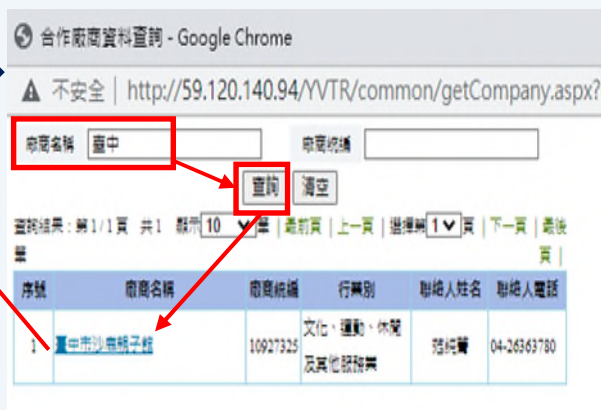 合作廠商資料查詢 - Google Chrome
不安全 | http://59.120.140.94/YVTR/common/getCompany.aspx?
廠商名稱 臺中 廠商統編
查詢 清空
查詢結果：第1/1頁 共1 顯示 10 筆 | 最前頁 | 上一頁 | 選擇第 1 頁 | 下一頁 | 最後
筆 頁 |
序號 廠商名稱 廠商統編 行業別 聯絡人姓名 聯絡人電話
1 臺中市沙鹿親子館 10927325 文化、運動、休閒 04-26363780
及其他服務業